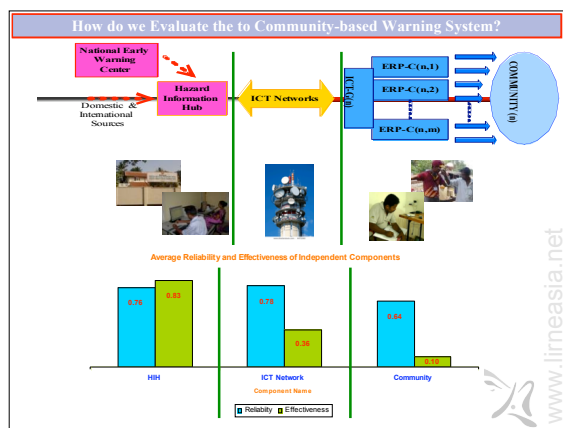 How do we Evaluate the to Community-based Warning System?
National Early
Warning
Center
Hazard
Information
Hub
Domestic &
International
Sources
ICT Networks
ICT-G(n)
ERP-C(n,1)
ERP-C(n,2)
ERP-C(n,m)
COMMUNITY (n)
Average Reliability and Effectiveness of Independent Components
0.76
0.83
0.78
0.36
0.64
0.10
HIH
ICT Network
Community
Component Name
Reliability
Effectiveness
www.lirneasia.net